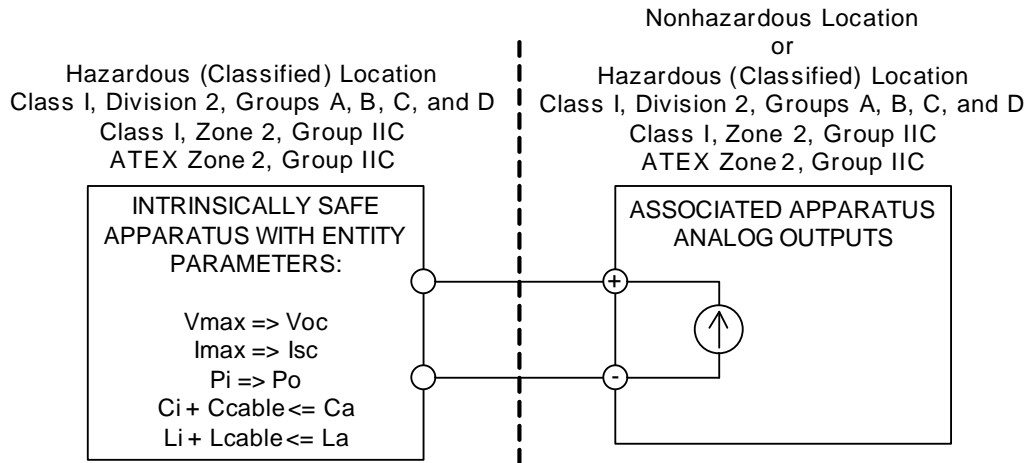 Nonhazardous Location
or
Hazardous (Classified) Location
Class I, Division 2, Groups A, B, C, and D
Class I, Zone 2, Group IIC
ATEX Zone 2, Group IIC
Hazardous (Classified) Location
Class I, Division 2, Groups A, B, C, and D
Class I, Zone 2, Group IIC
ATEX Zone 2, Group IIC
INTRINSICALLY SAFE
APPARATUS WITH ENTITY
PARAMETERS:
Vmax => Voc
Imax => Isc
Pi => Po
Ci + Ccable <= Ca
Li + Lcable <= La
ASSOCIATED APPARATUS
ANALOG OUTPUTS
+
-